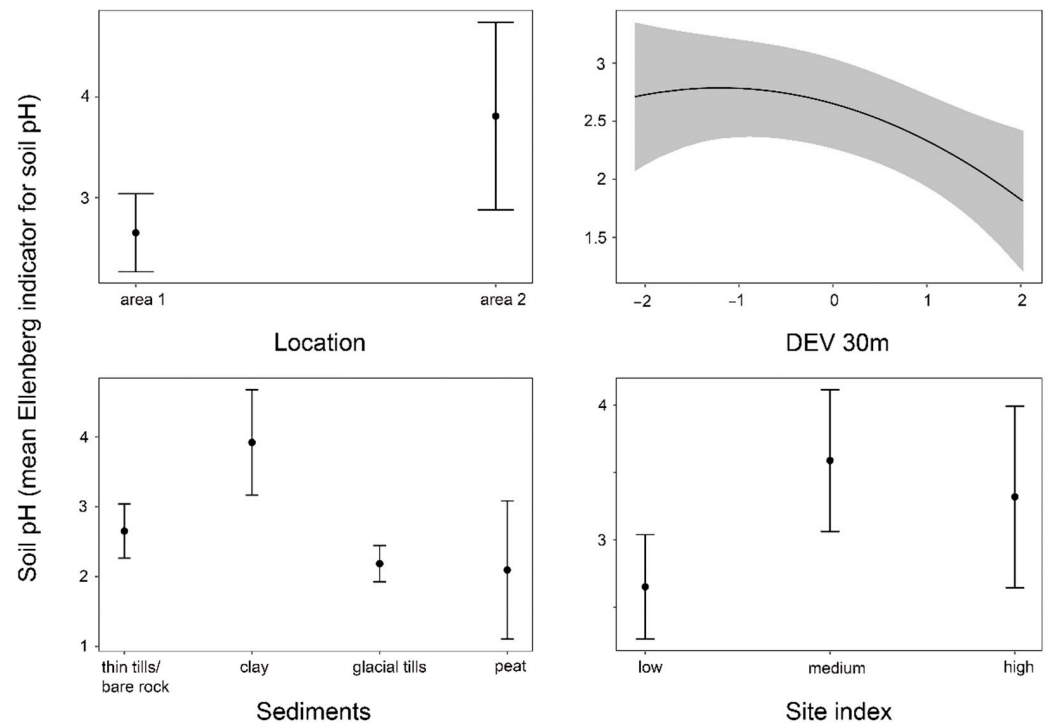 Soil pH (mean Ellenberg indicator for soil pH)
4
3
area 1
area 2
Location
3
2.5
2
1.5
−2
−1
0
1
2
DEV 30m
4
3
2
1
thin tills/
bare rock
clay
glacial tills
peat
Sediments
4
3
low
medium
high
Site index